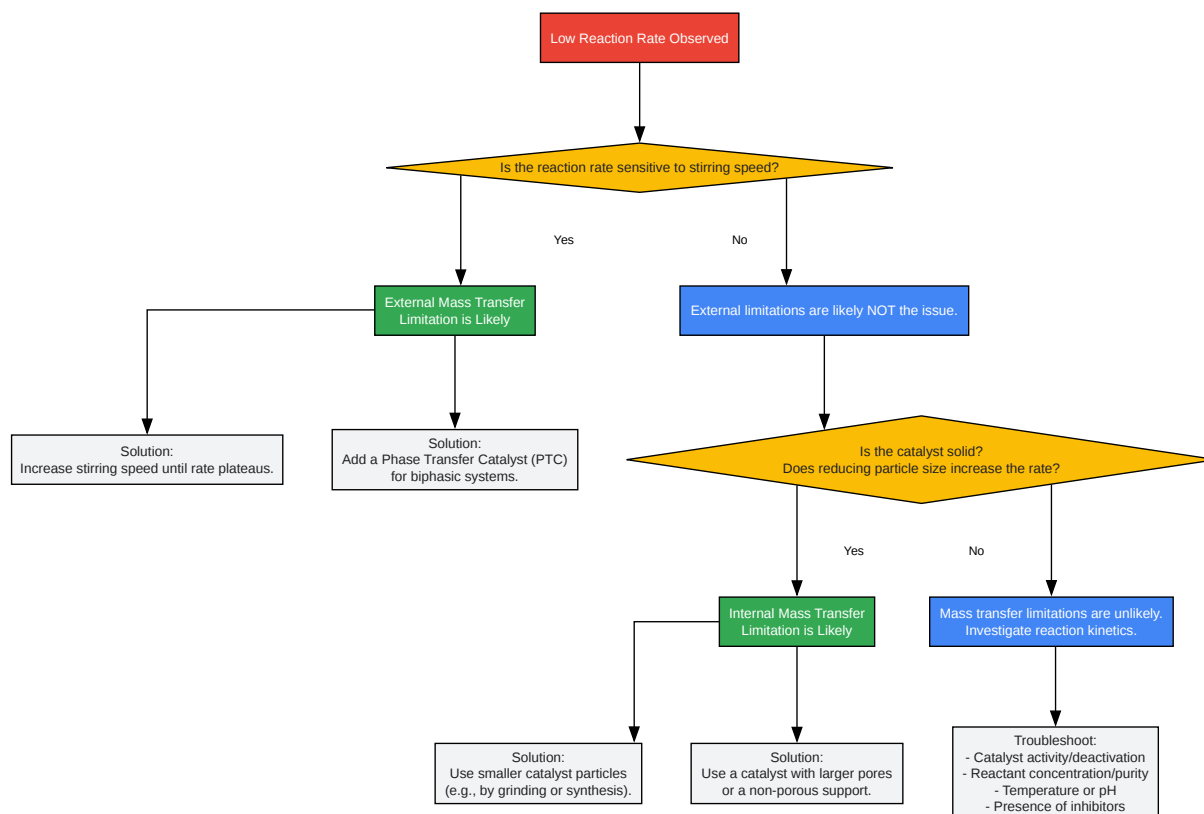 Low Reaction Rate Observed
Is the reaction rate sensitive to stirring speed?
Yes
No
External Mass Transfer
Limitation is Likely
External limitations are likely NOT the issue.
Solution:
Increase stirring speed until rate plateaus.
Solution:
Add a Phase Transfer Catalyst (PTC)
for biphasic systems.
Is the catalyst solid?
Does reducing particle size increase the rate?
Yes
No
Internal Mass Transfer
Limitation is Likely
Mass transfer limitations are unlikely.
Investigate reaction kinetics.
Solution:
Use smaller catalyst particles
(e.g., by grinding or synthesis).
Solution:
Use a catalyst with larger pores
or a non-porous support.
Troubleshoot:
- Catalyst activity/deactivation
- Reactant concentration/purity
- Temperature or pH
- Presence of inhibitors